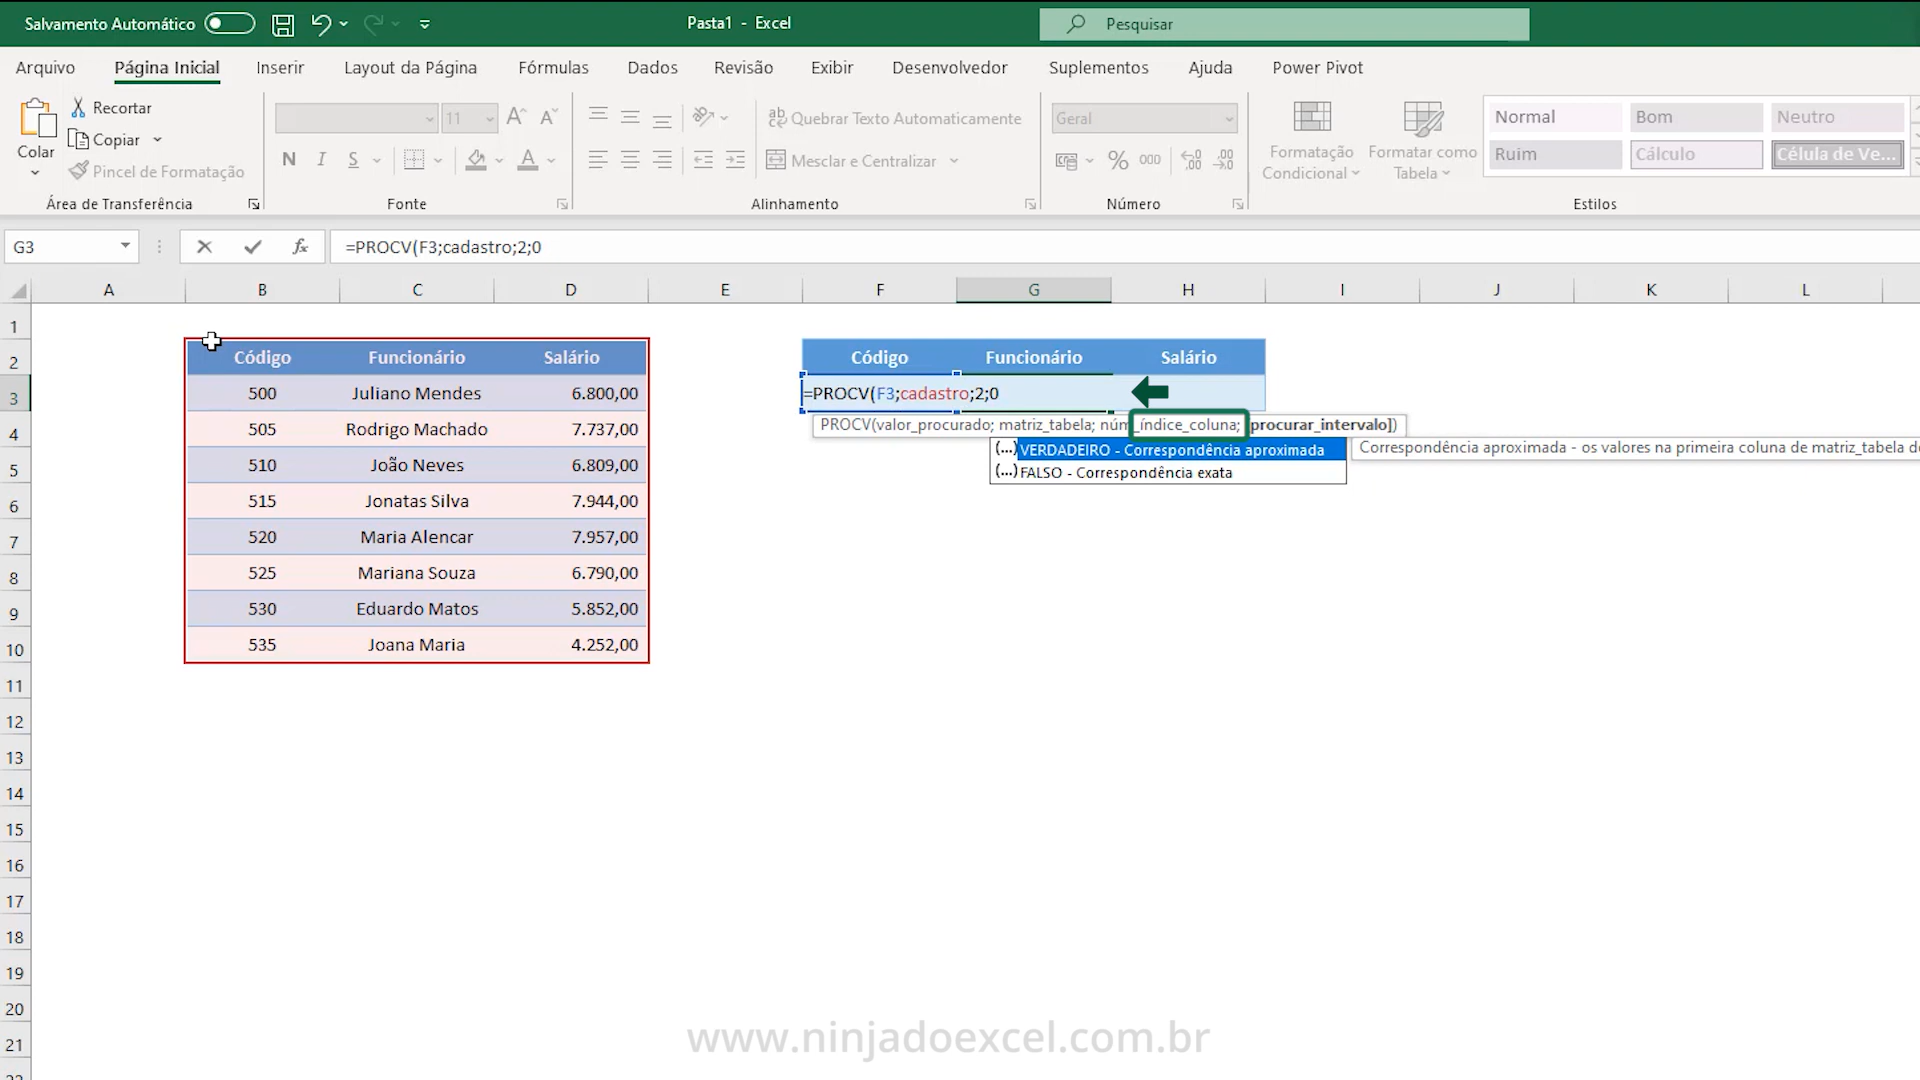 Salvamento Automático
Pasta1 - Excel
Pesquisar
Arquivo Página Inicial Inserir Layout da Página Fórmulas Dados Revisão Exibir Desenvolvedor Suplementos Ajuda Power Pivot
Colar
Recortar
Copiar
Pincel de Formatação
Área de Transferência
11
N I S
Fonte
Quebrar Texto Automaticamente
Mesclar e Centralizar
Alinhamento
Geral
% 000
Número
Formatação Condicional
Formatar como Tabela
Normal Bom Neutro
Ruim Cálculo Célula de Ve...
Estilos
G3
fx
=PROCV(F3;cadastro;2;0
A B C D E F G H I J K L
1
2 Código Funcionário Salário Código Funcionário Salário
3 500 Juliano Mendes 6.800,00 =PROCV(F3;cadastro;2;0
PROCV(valor_procurado; matriz_tabela; núm_índice_coluna; procurar_intervalo])
4 505 Rodrigo Machado 7.737,00
(...) VERDADEIRO - Correspondência aproximada
Correspondência aproximada - os valores na primeira coluna de matriz_tabela
(...) FALSO - Correspondência exata
5 510 João Neves 6.809,00
6 515 Jonatas Silva 7.944,00
7 520 Maria Alencar 7.957,00
8 525 Mariana Souza 6.790,00
9 530 Eduardo Matos 5.852,00
10 535 Joana Maria 4.252,00
11
12
13
14
15
16
17
18
19
20
21
www.ninjadoexcel.com.br